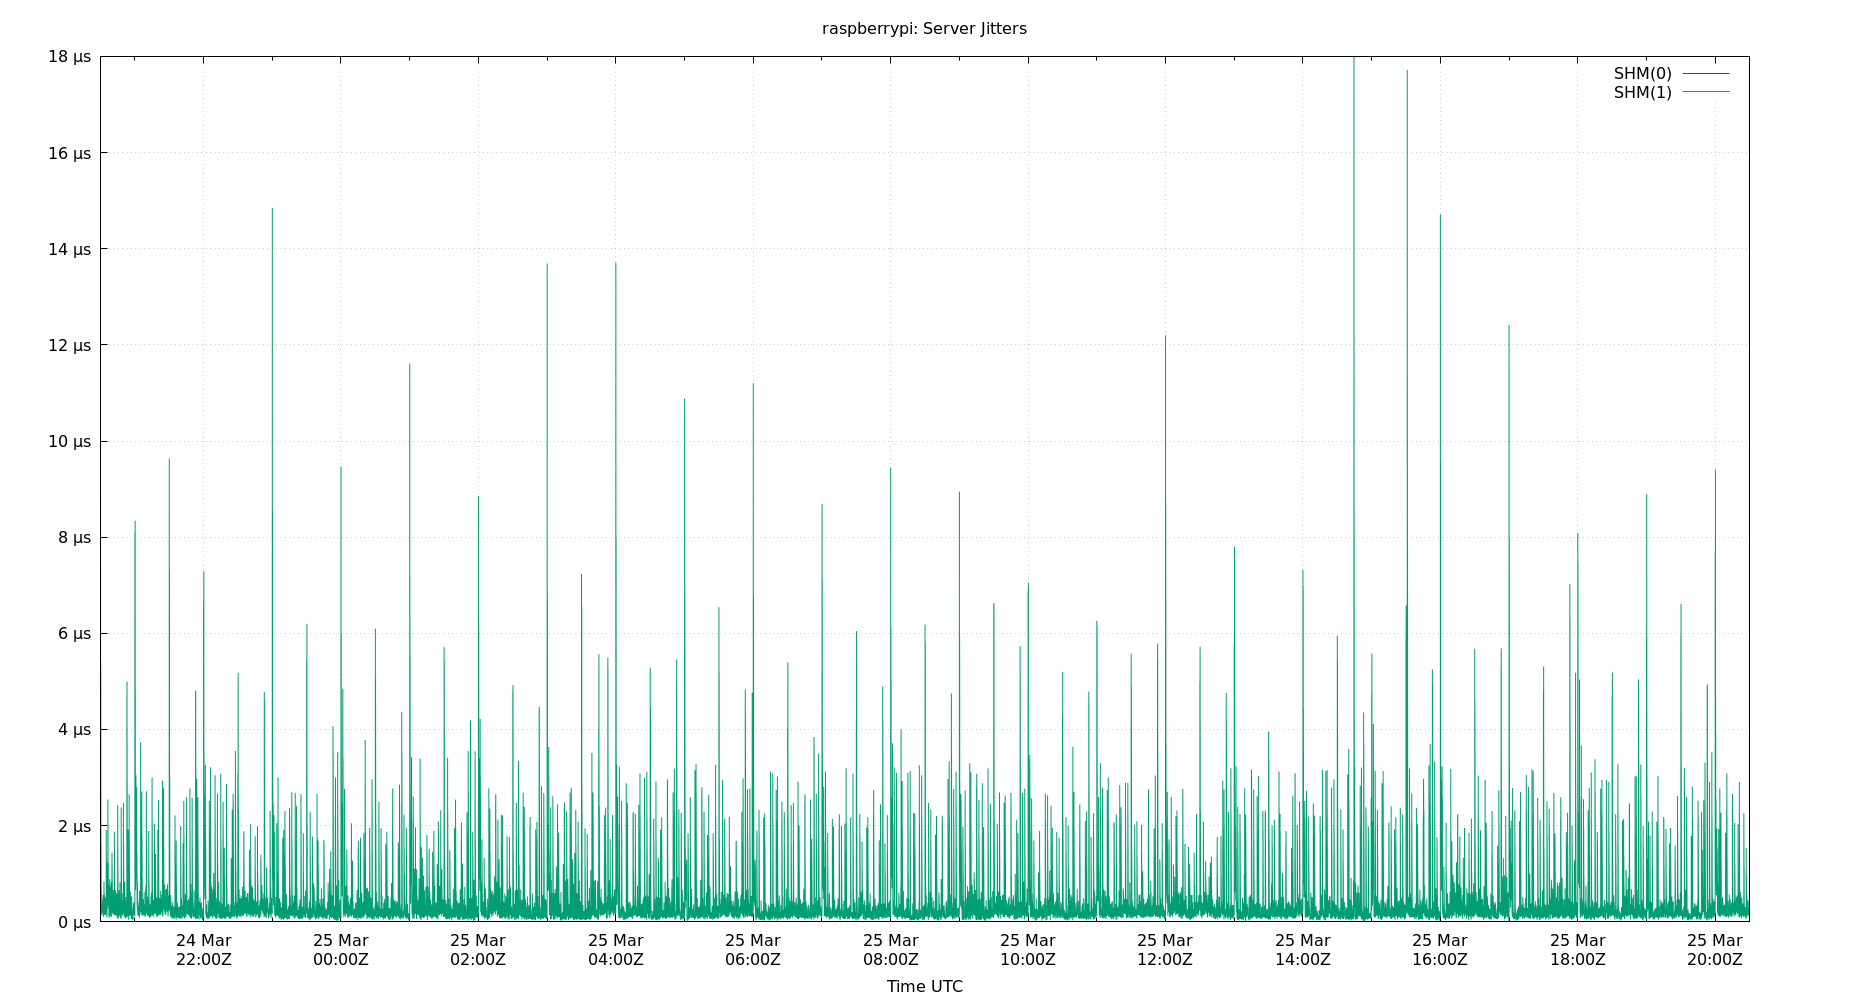 raspberrypi: Server Jitters
18 µs
16 µs
14 µs
12 µs
10 µs
8 µs
6 µs
4 µs
2 µs
0 µs
SHM(0)
SHM(1)
24 Mar 25 Mar 25 Mar 25 Mar 25 Mar 25 Mar 25 Mar 25 Mar 25 Mar 25 Mar 25 Mar 25 Mar
22:00Z 00:00Z 02:00Z 04:00Z 06:00Z 08:00Z 10:00Z 12:00Z 14:00Z 16:00Z 18:00Z 20:00Z
Time UTC